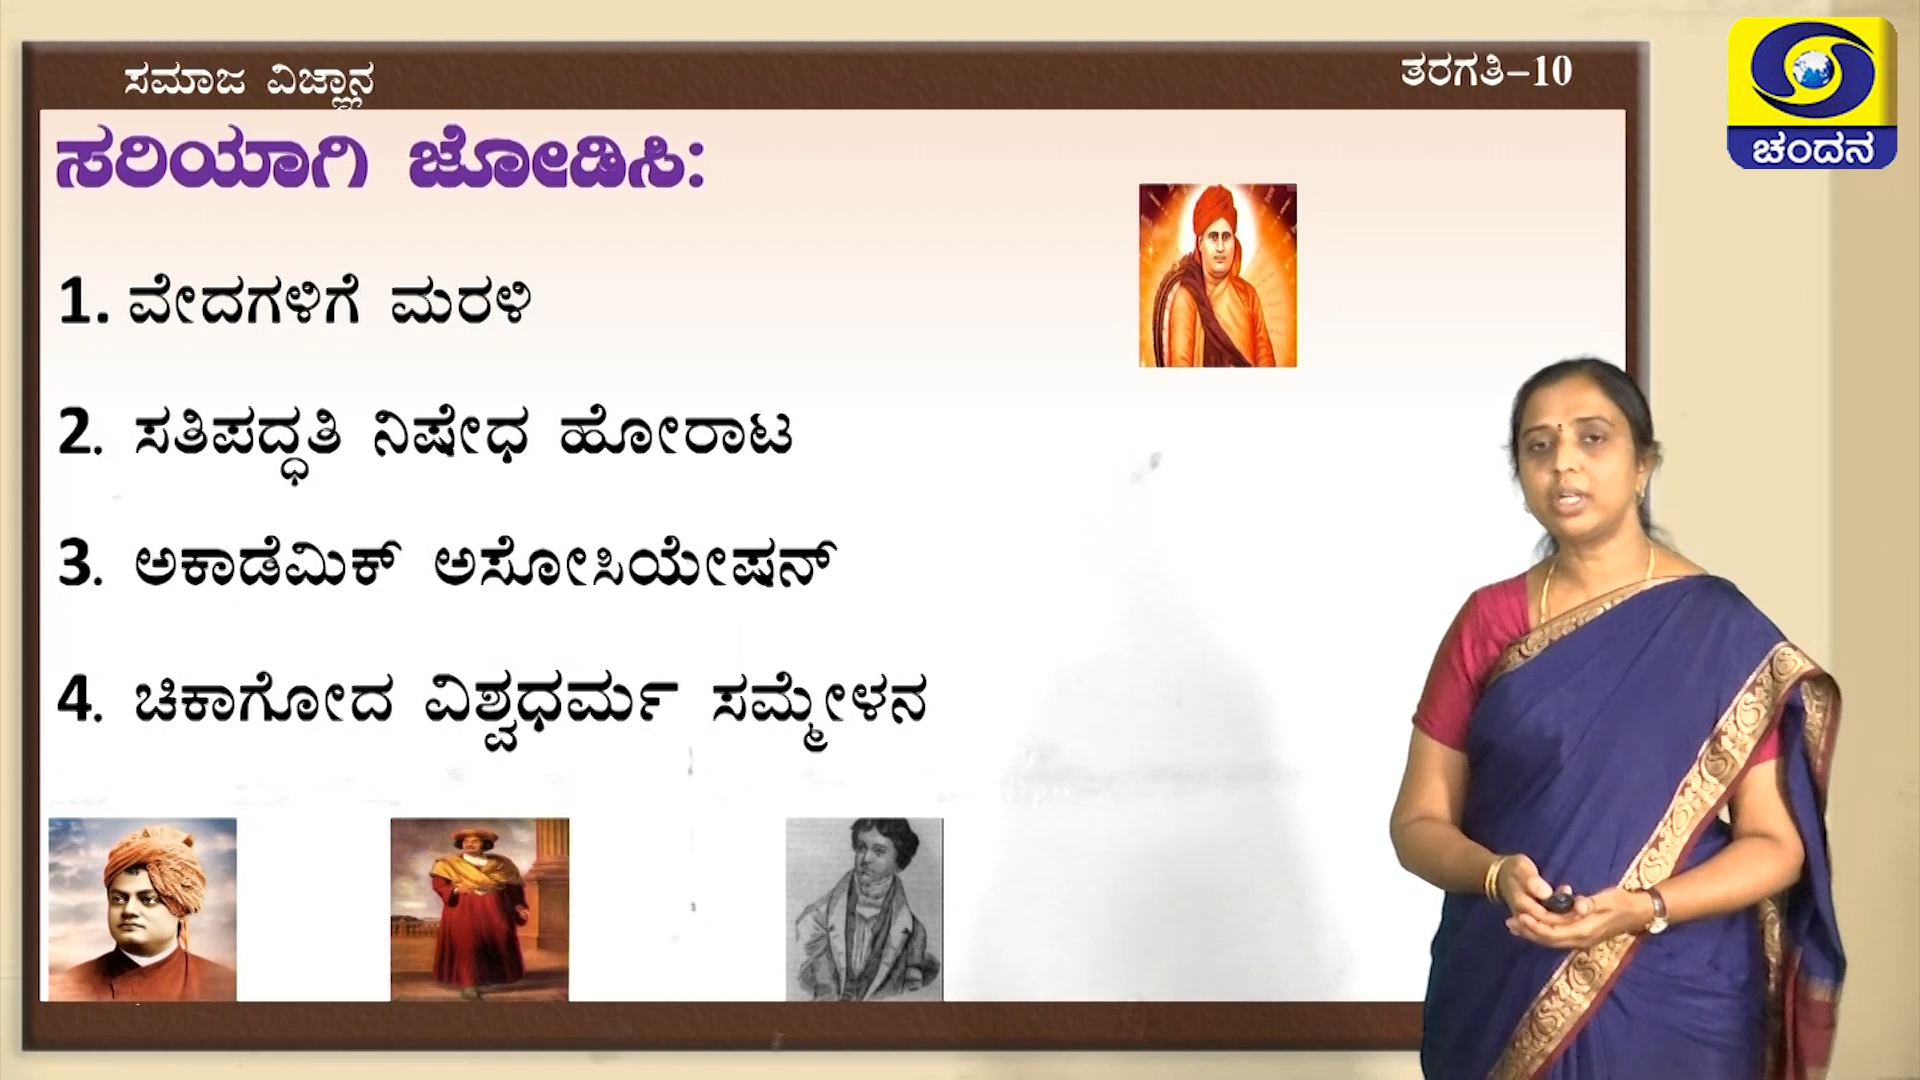 ಸಮಾಜ ವಿಜ್ಞಾನ
ತರಗತಿ-10
ಚಂದನ
ಸರಿಯಾಗಿ ಜೋಡಿಸಿ:
1. ವೇದಗಳಿಗೆ ಮರಳಿ
2. ಸತಿಪದ್ಧತಿ ನಿಷೇಧ ಹೋರಾಟ
3. ಅಕಾಡೆಮಿಕ್ ಅಸೋಸಿಯೇಷನ್
4. ಚಿಕಾಗೋದ ವಿಶ್ವಧರ್ಮ ಸಮ್ಮೇಳನ